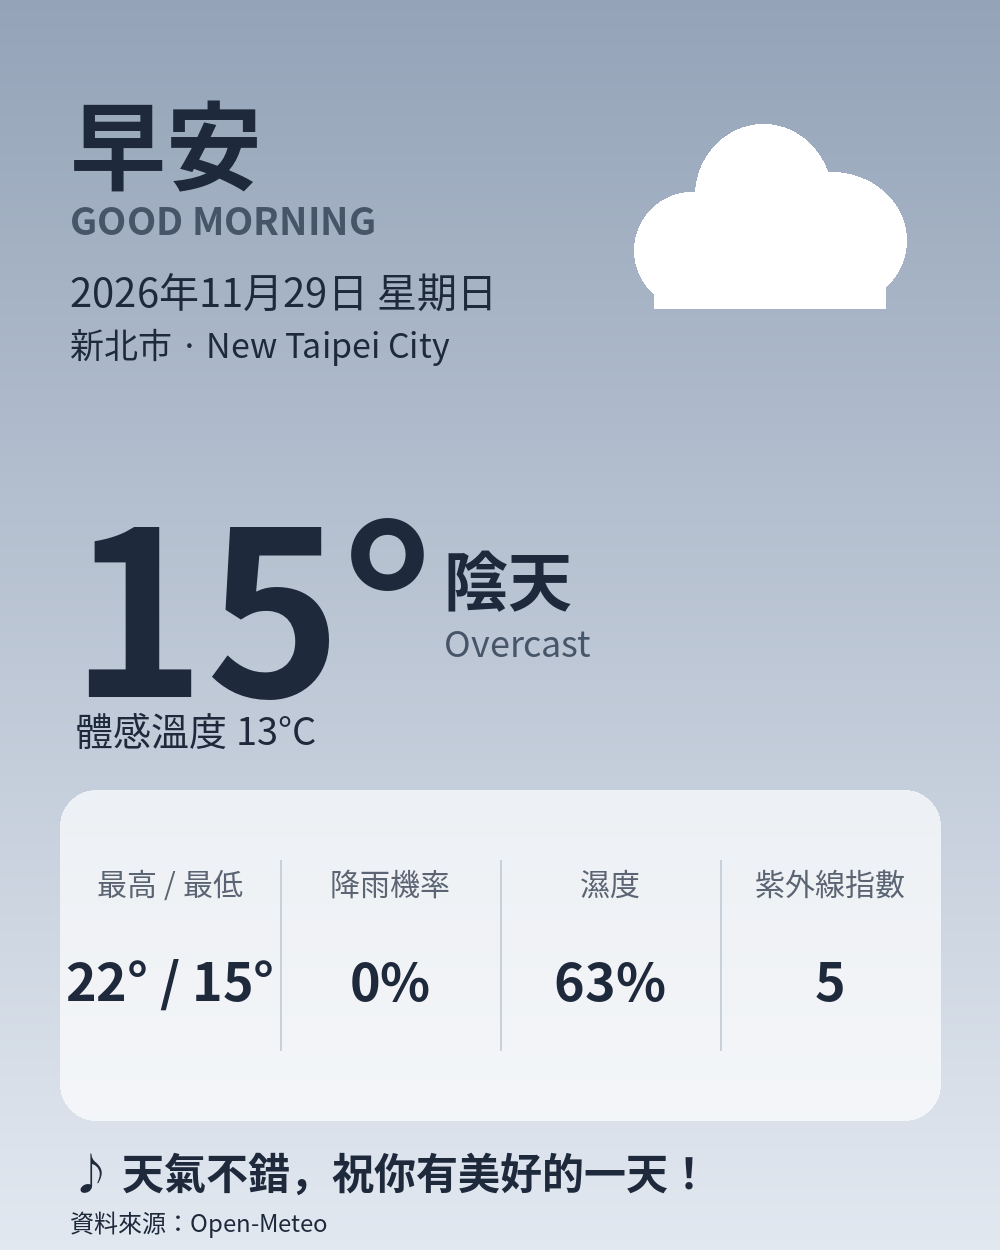 早安
GOOD MORNING
2026年11月29日 星期日
新北市 · New Taipei City
15°
陰天
Overcast
體感溫度 13°C
最高 / 最低
22° / 15°
降雨機率
0%
濕度
63%
紫外線指數
5
♪ 天氣不錯，祝你有美好的一天！
資料來源：Open-Meteo